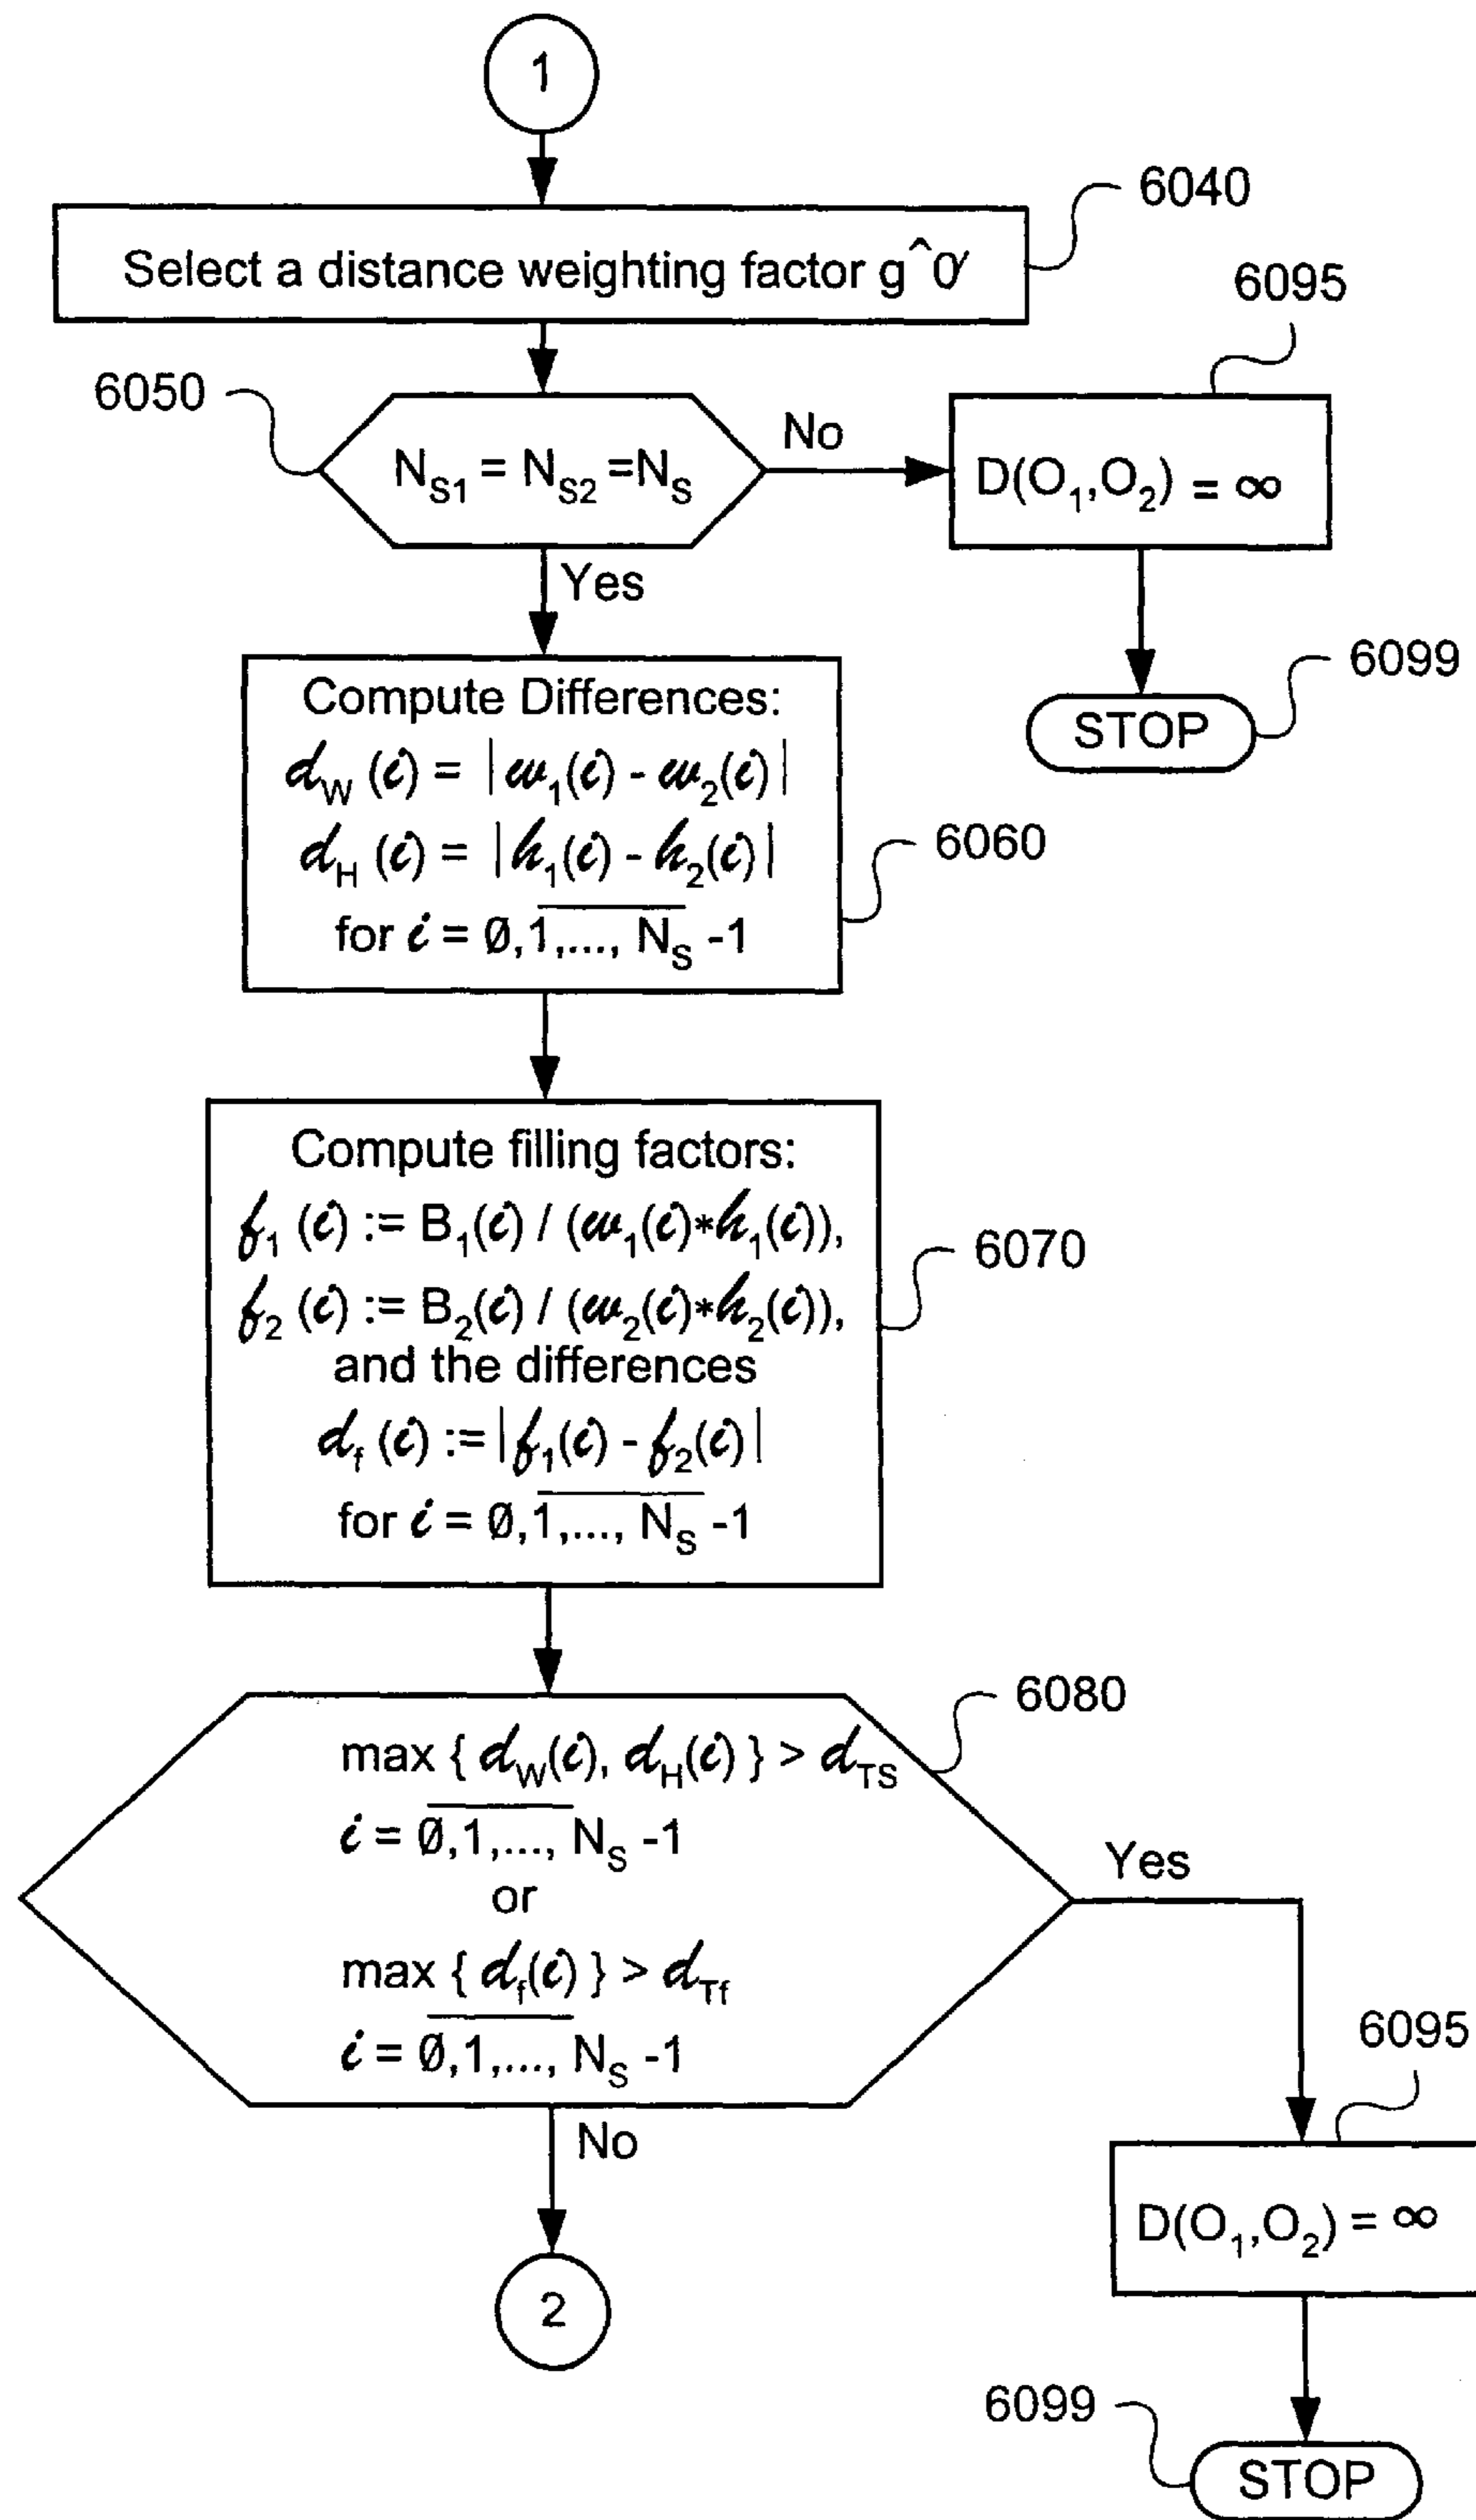 1
6040
Select a distance weighting factor g^0
6095
6050
N_S1 = N_S2 = N_S
No
D(O_1,O_2) = ∞
Yes
6099
STOP
Compute Differences:
d_W (i) = |w_1(i) - w_2(i)|
d_H (i) = |h_1(i) - h_2(i)|
for i = Ø,1,..., N_S -1
6060
Compute filling factors:
f_1 (i) := B_1(i) / (w_1(i)*h_1(i)),
f_2 (i) := B_2(i) / (w_2(i)*h_2(i)),
and the differences
d_f (i) := |f_1(i) - f_2(i)|
for i = Ø,1,..., N_S -1
6070
6080
max { d_W(i), d_H(i) } > d_TS
i = Ø,1,..., N_S -1
or
max { d_f(i) } > d_Tf
i = Ø,1,..., N_S -1
Yes
6095
No
D(O_1,O_2) = ∞
2
6099
STOP